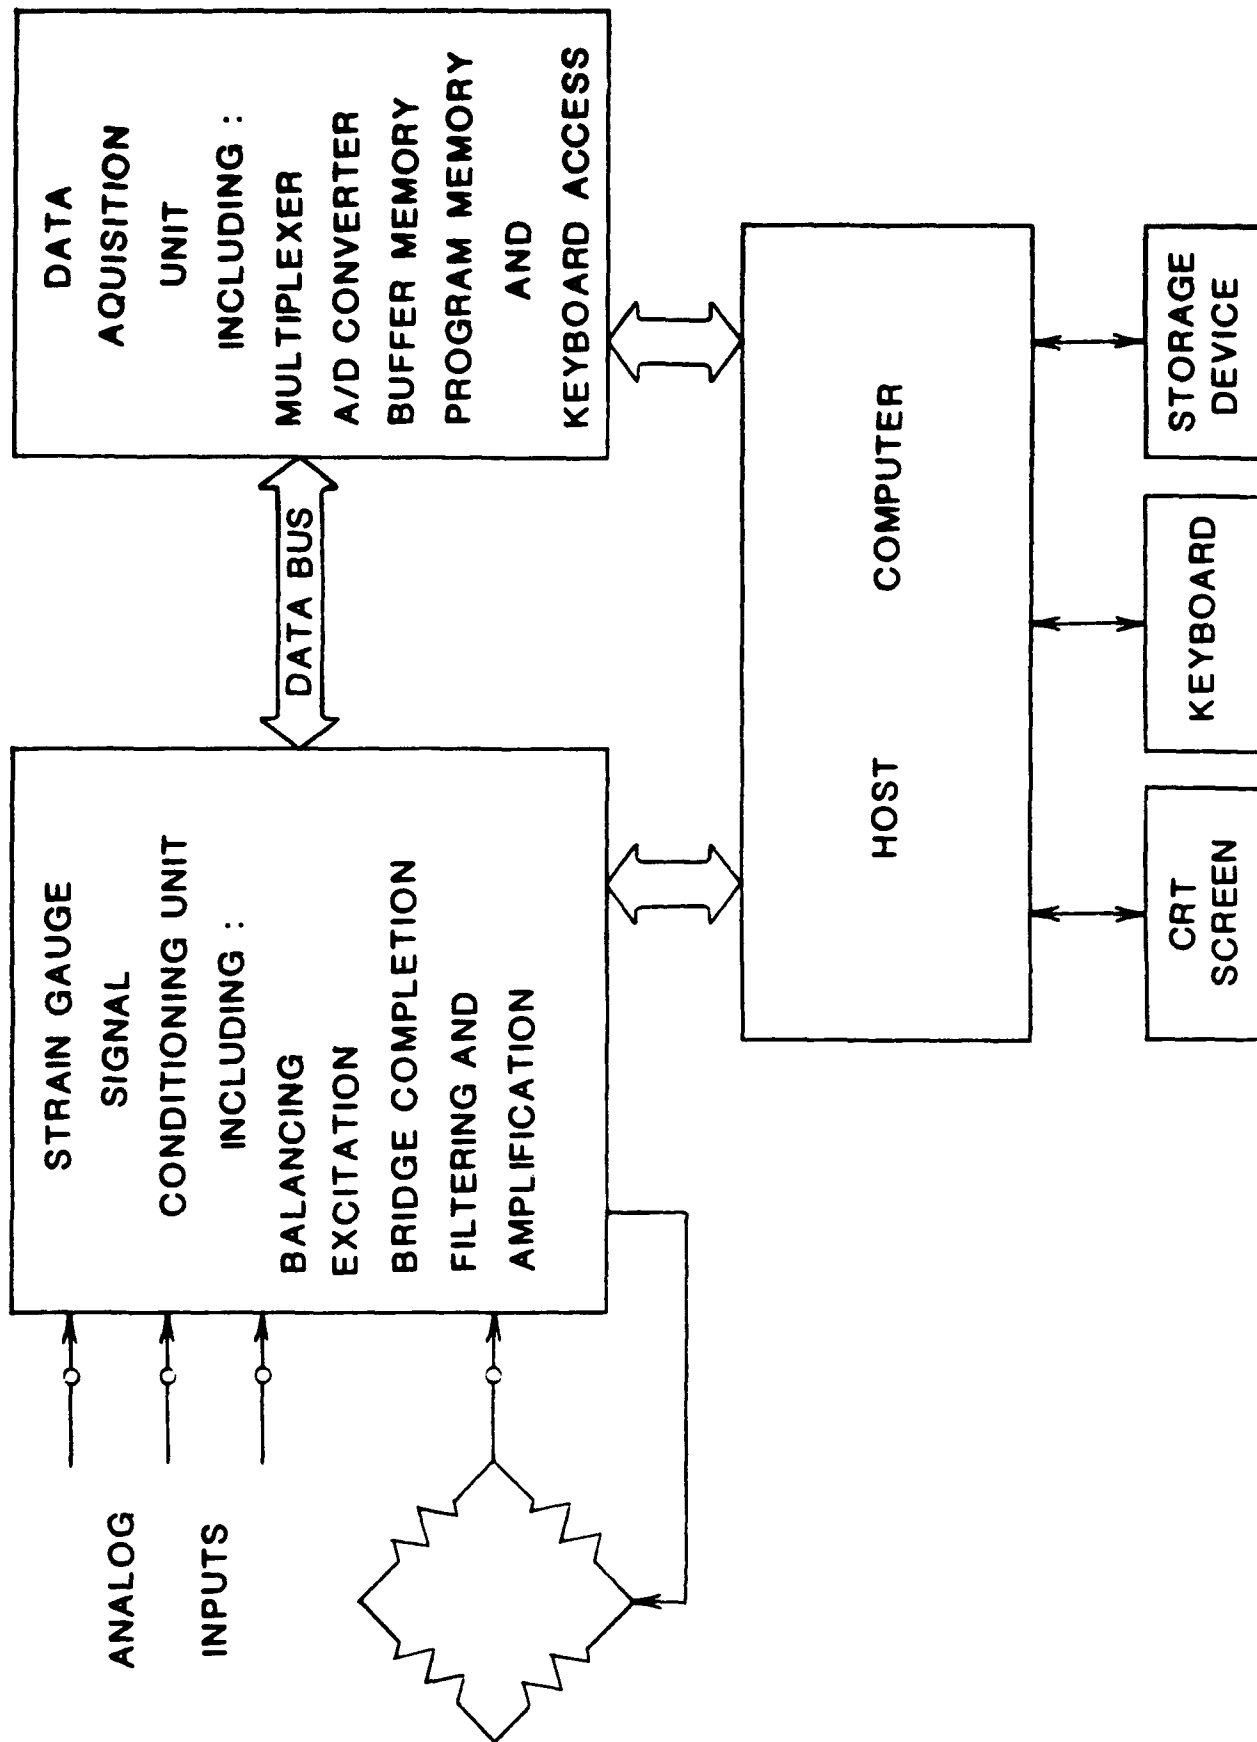 ANALOG
INPUTS
STRAIN GAUGE
SIGNAL
CONDITIONING UNIT
INCLUDING :
BALANCING
EXCITATION
BRIDGE COMPLETION
FILTERING AND
AMPLIFICATION
DATA BUS
DATA
AQUISITION
UNIT
INCLUDING :
MULTIPLEXER
A/D CONVERTER
BUFFER MEMORY
PROGRAM MEMORY
AND
KEYBOARD ACCESS
HOST COMPUTER
CRT
SCREEN
KEYBOARD
STORAGE
DEVICE